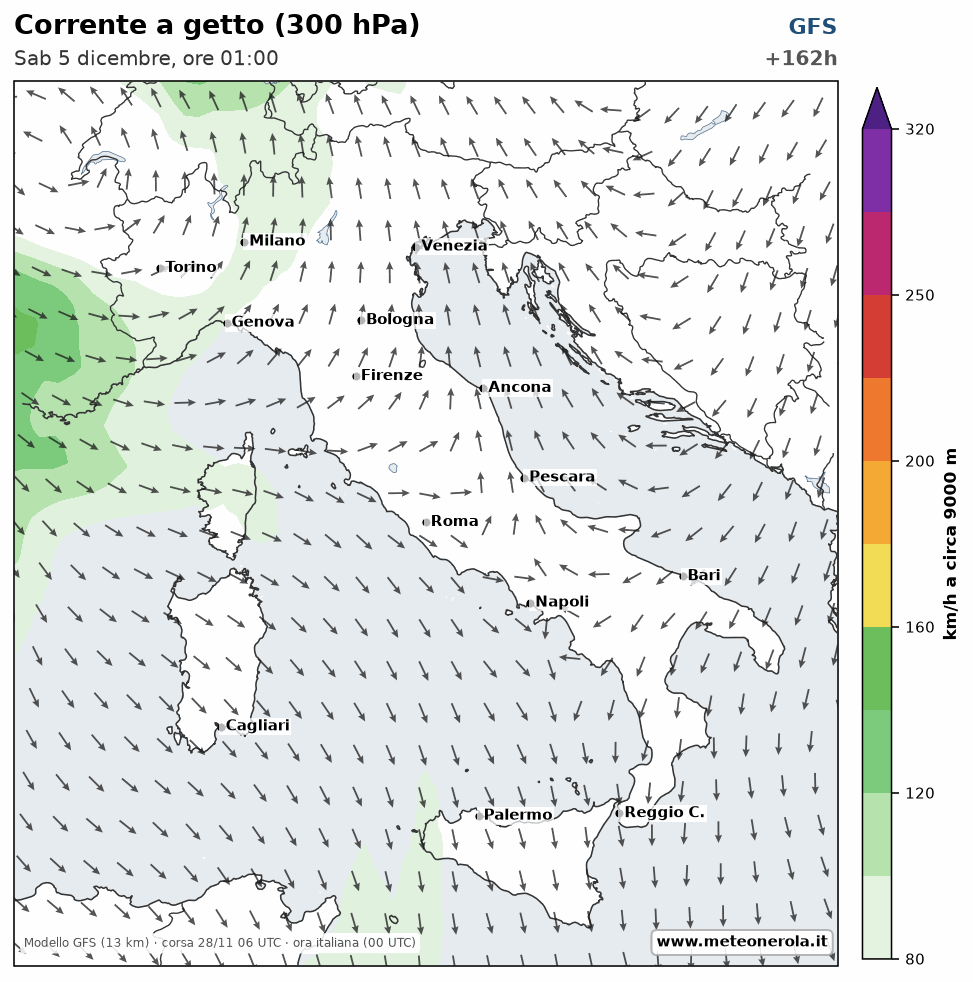 Corrente a getto (300 hPa)
GFS
Sab 5 dicembre, ore 01:00
+162h
Milano
Venezia
Torino
Genova
Bologna
Firenze
Ancona
Pescara
Roma
Bari
Napoli
Cagliari
Palermo
Reggio C.
Modello GFS (13 km) · corsa 28/11 06 UTC · ora italiana (00 UTC)
www.meteonerola.it
320
250
200
160
120
80
km/h a circa 9000 m